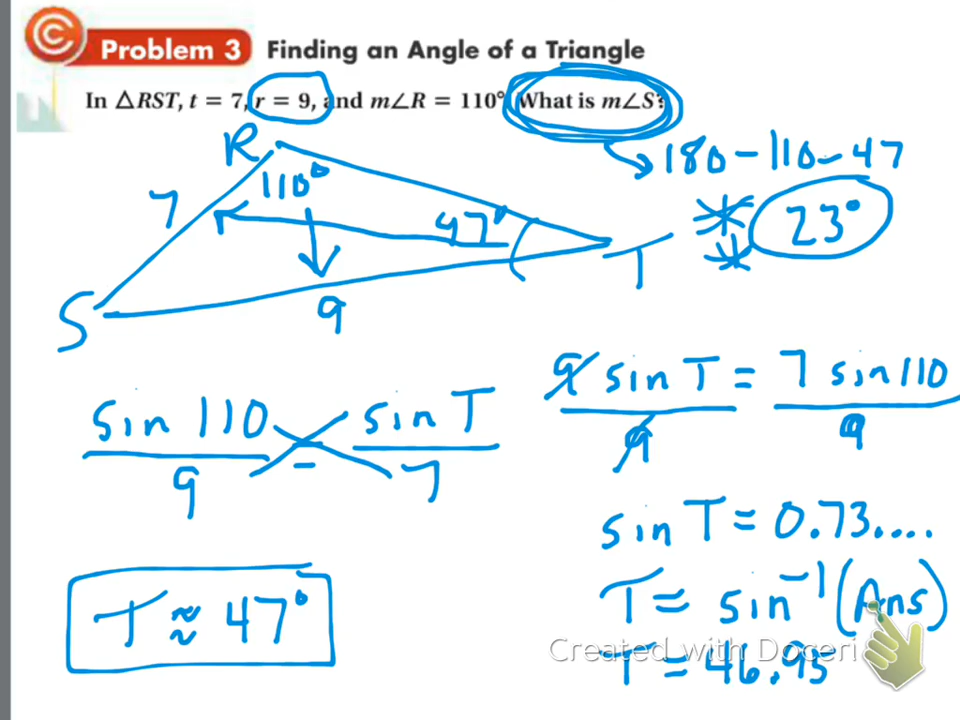 C
Problem 3 Finding an Angle of a Triangle
In △RST, t = 7, r = 9, and m∠R = 110°. What is m∠S?
R
180 - 110 - 47
110°
7
47°
23°
T
9
S
9 sin T = 7 sin 110
9 9
sin 110 = sin T
9 7
sin T = 0.73....
T ≈ 47°
T = sin⁻¹(Ans)
Created with Doceri
T = 46.95